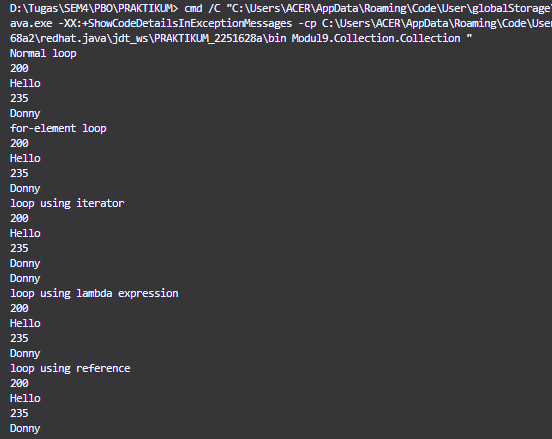 D:\Tugas\SEM4\PBO\PRAKTIKUM> cmd /C "C:\Users\ACER\AppData\Roaming\Code\User\globalStorage\
ava.exe -XX:+ShowCodeDetailsInExceptionMessages -cp C:\Users\ACER\AppData\Roaming\Code\User
68a2\redhat.java\jdt_ws\PRAKTIKUM_2251628a\bin Modul9.Collection.Collection "
Normal loop
200
Hello
235
Donny
for-element loop
200
Hello
235
Donny
loop using iterator
200
Hello
235
Donny
Donny
loop using lambda expression
200
Hello
235
Donny
loop using reference
200
Hello
235
Donny